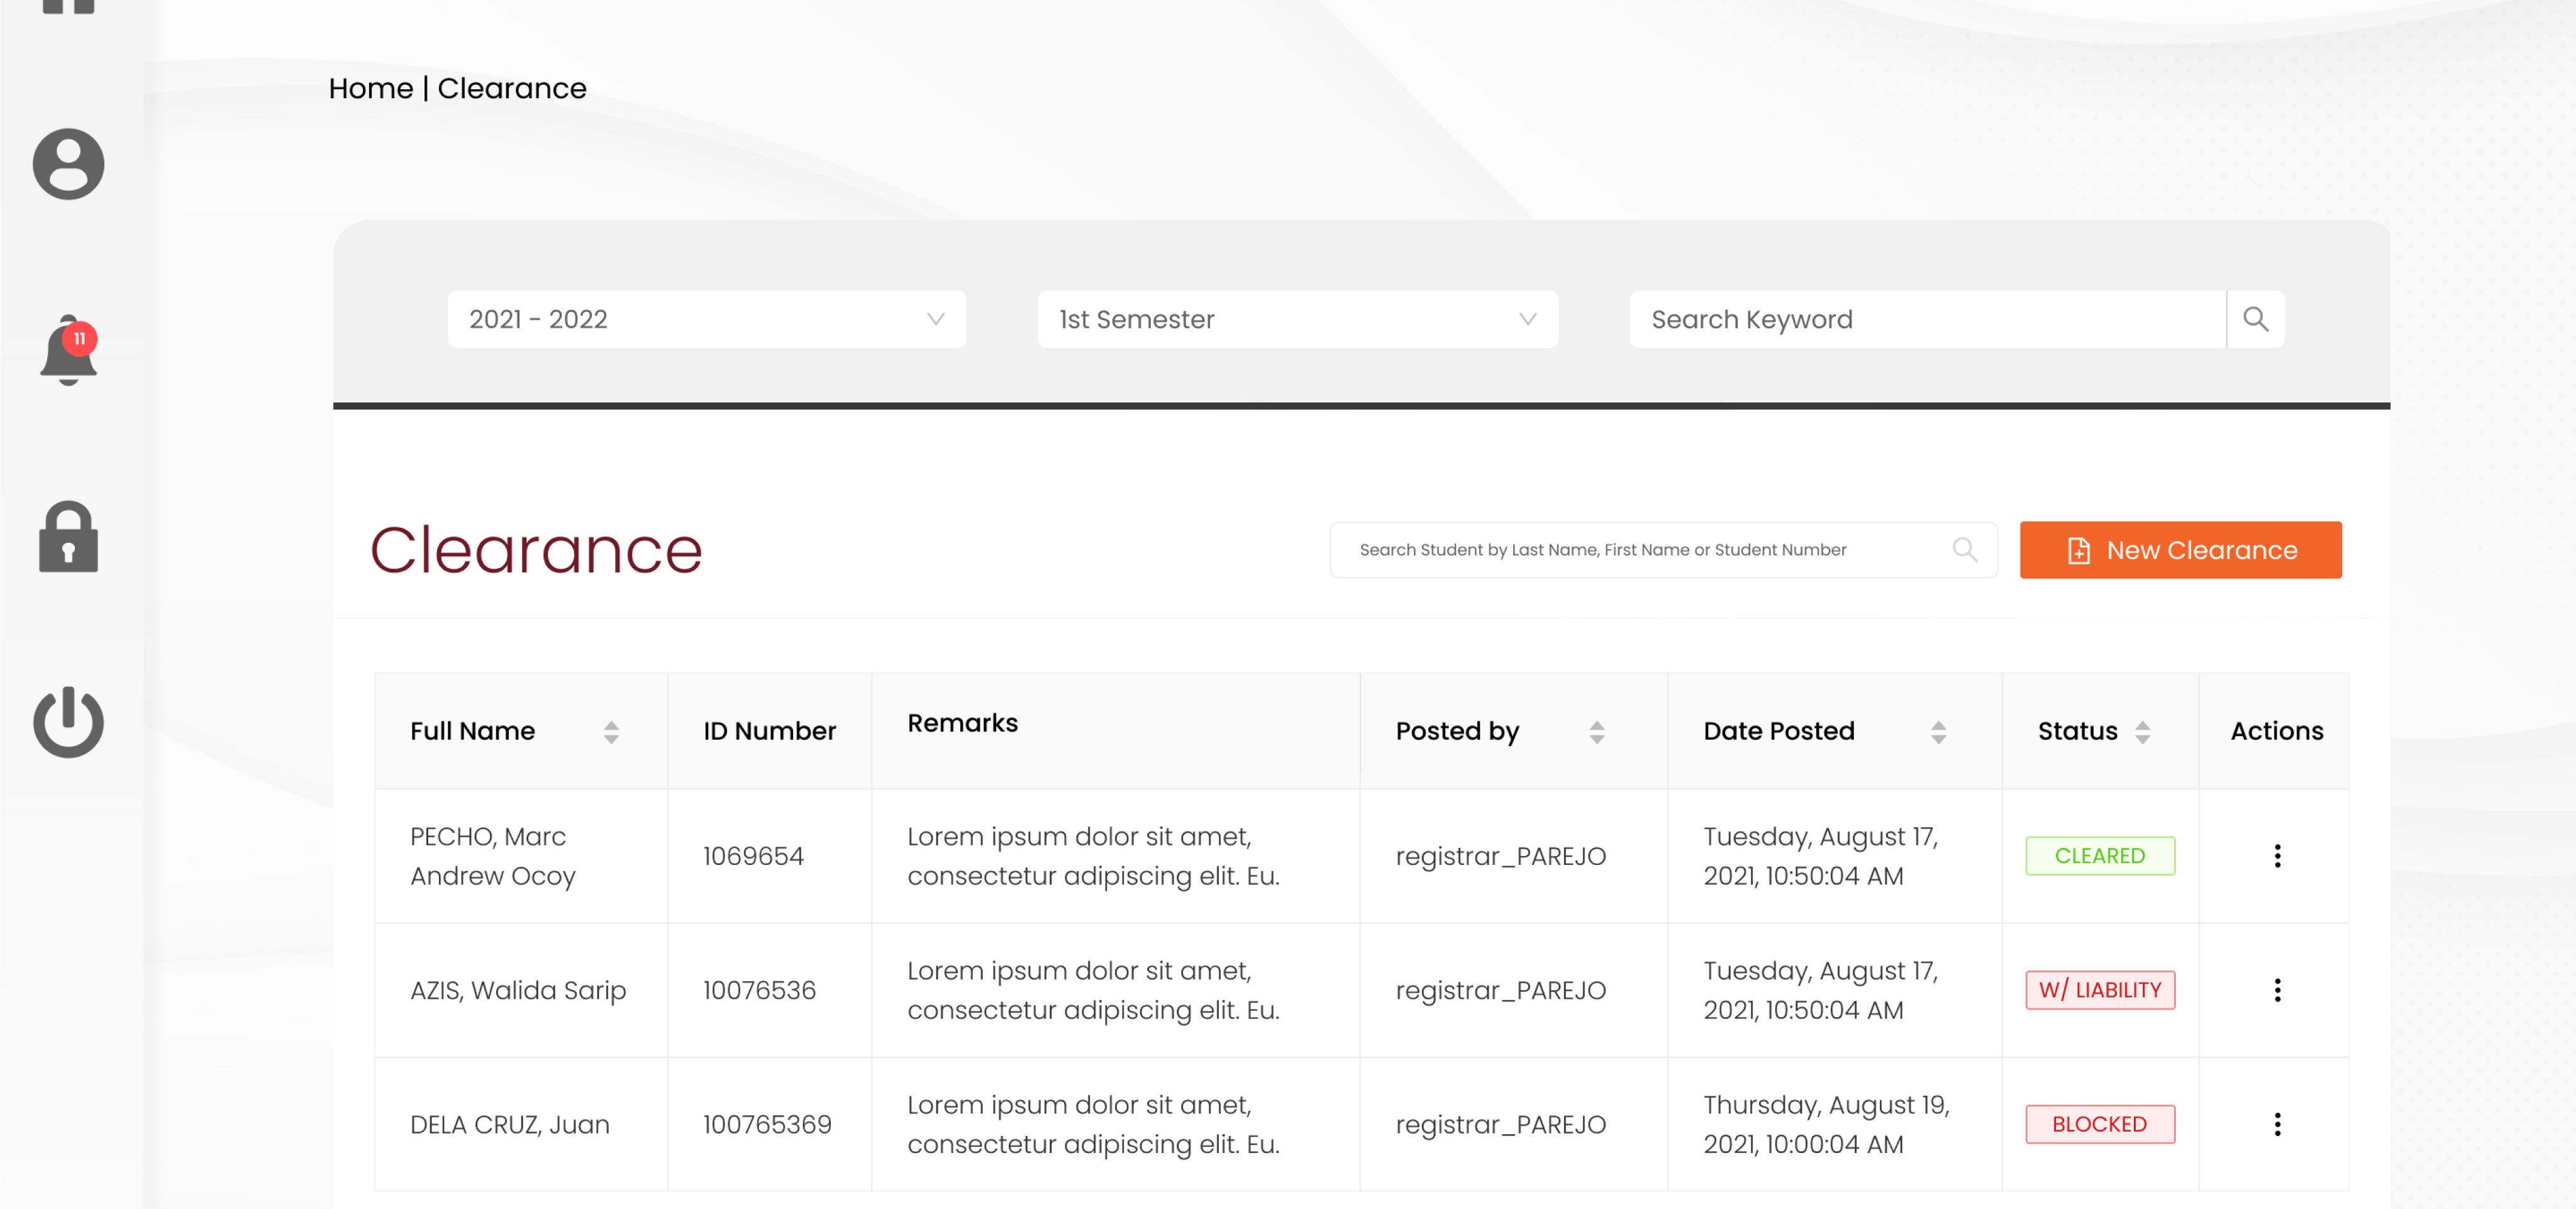 Home | Clearance
11
2021 - 2022
1st Semester
Search Keyword
Clearance
Search Student by Last Name, First Name or Student Number
New Clearance
Full Name
ID Number
Remarks
Posted by
Date Posted
Status
Actions
PECHO, Marc
Andrew Ocoy
1069654
Lorem ipsum dolor sit amet,
consectetur adipiscing elit. Eu.
registrar_PAREJO
Tuesday, August 17,
2021, 10:50:04 AM
CLEARED
AZIS, Walida Sarip
10076536
Lorem ipsum dolor sit amet,
consectetur adipiscing elit. Eu.
registrar_PAREJO
Tuesday, August 17,
2021, 10:50:04 AM
W/ LIABILITY
DELA CRUZ, Juan
100765369
Lorem ipsum dolor sit amet,
consectetur adipiscing elit. Eu.
registrar_PAREJO
Thursday, August 19,
2021, 10:00:04 AM
BLOCKED